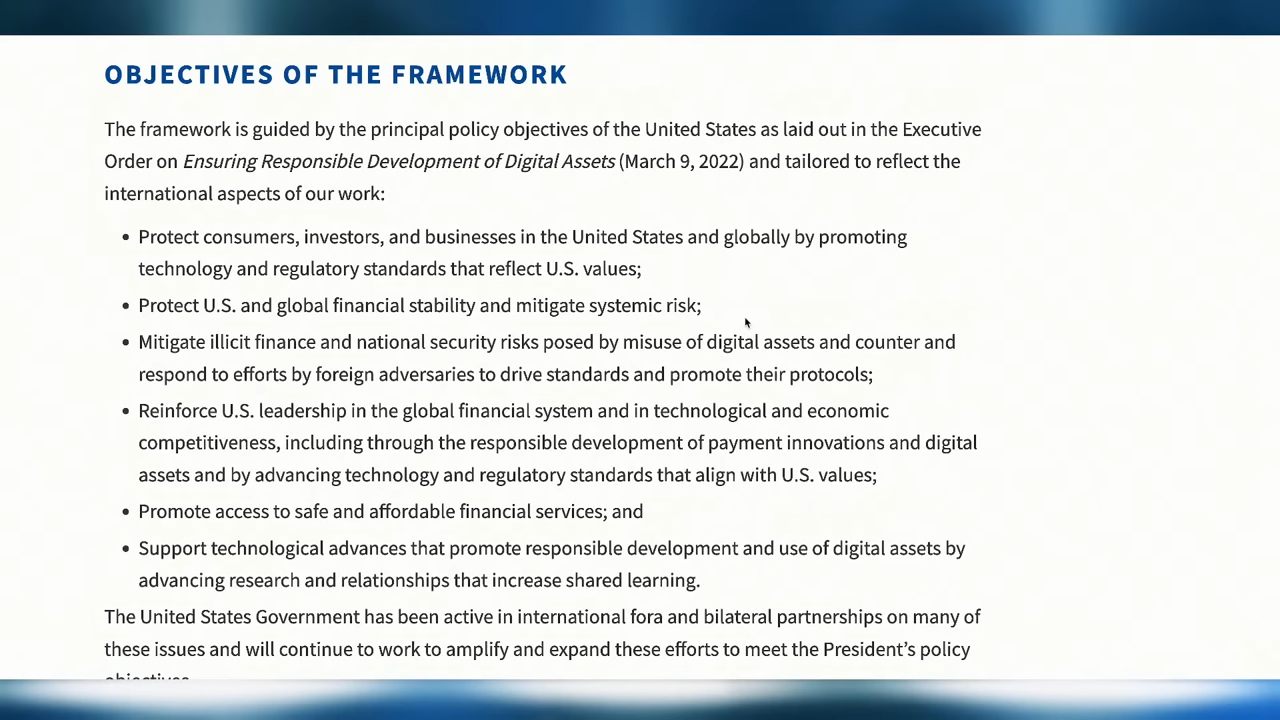 OBJECTIVES OF THE FRAMEWORK
The framework is guided by the principal policy objectives of the United States as laid out in the Executive
Order on Ensuring Responsible Development of Digital Assets (March 9, 2022) and tailored to reflect the
international aspects of our work:
• Protect consumers, investors, and businesses in the United States and globally by promoting
technology and regulatory standards that reflect U.S. values;
• Protect U.S. and global financial stability and mitigate systemic risk;
• Mitigate illicit finance and national security risks posed by misuse of digital assets and counter and
respond to efforts by foreign adversaries to drive standards and promote their protocols;
• Reinforce U.S. leadership in the global financial system and in technological and economic
competitiveness, including through the responsible development of payment innovations and digital
assets and by advancing technology and regulatory standards that align with U.S. values;
• Promote access to safe and affordable financial services; and
• Support technological advances that promote responsible development and use of digital assets by
advancing research and relationships that increase shared learning.
The United States Government has been active in international fora and bilateral partnerships on many of
these issues and will continue to work to amplify and expand these efforts to meet the President’s policy